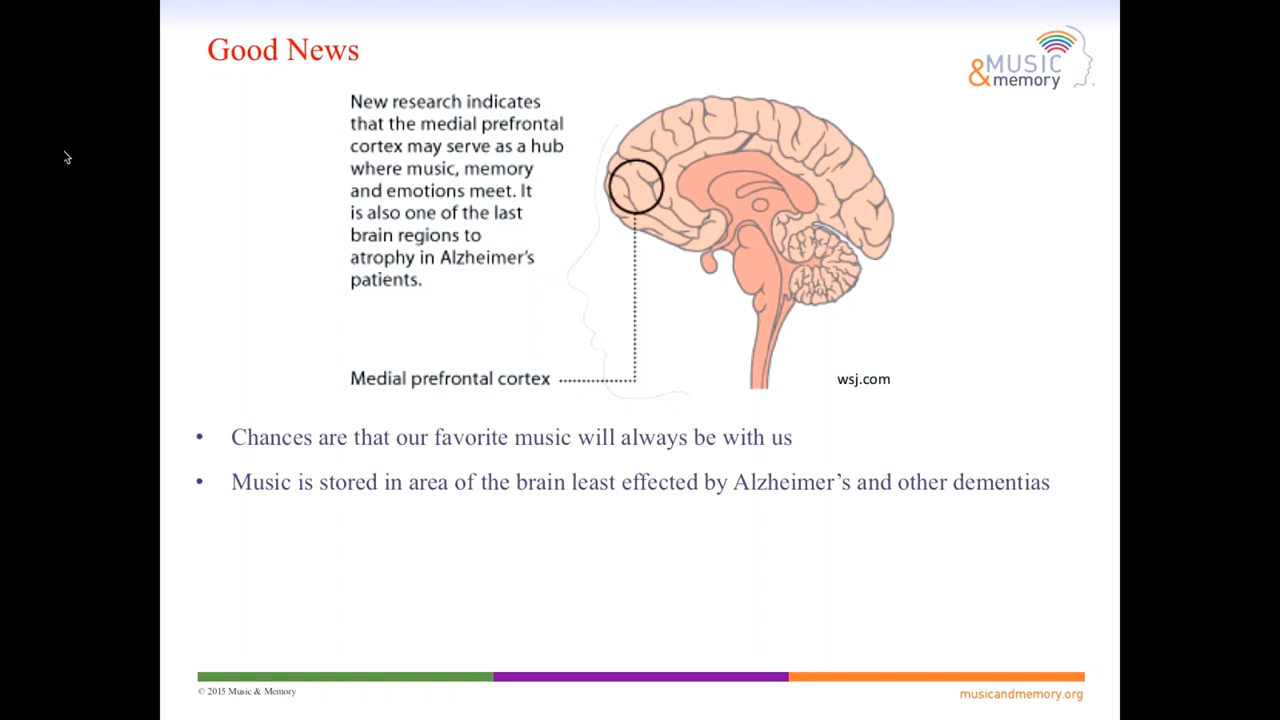 Good News
&MUSIC
memory
New research indicates
that the medial prefrontal
cortex may serve as a hub
where music, memory
and emotions meet. It
is also one of the last
brain regions to
atrophy in Alzheimer's
patients.
Medial prefrontal cortex
wsj.com
• Chances are that our favorite music will always be with us
• Music is stored in area of the brain least effected by Alzheimer's and other dementias
© 2015 Music & Memory
musicandmemory.org